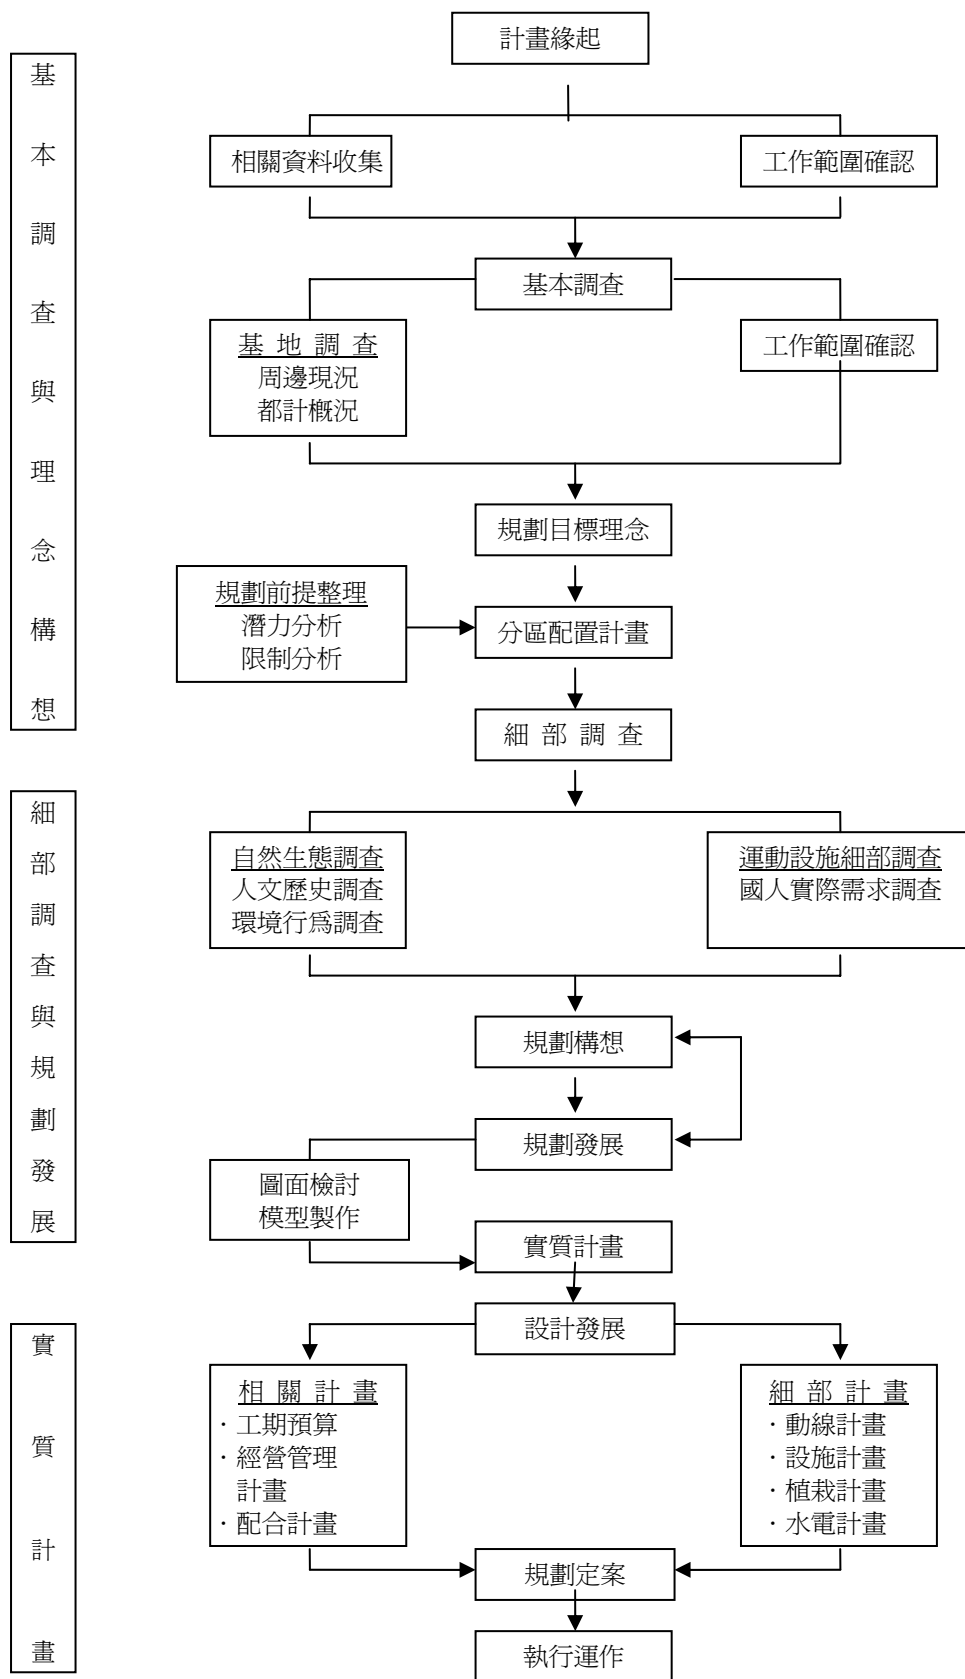 計畫緣起
基本調查與理念構想
相關資料收集
工作範圍確認
基本調查
基地調查
周邊現況
都計概況
工作範圍確認
規劃目標理念
規劃前提整理
潛力分析
限制分析
分區配置計畫
細部調查
細部調查與規劃發展
自然生態調查
人文歷史調查
環境行為調查
運動設施細部調查
國人實際需求調查
規劃構想
規劃發展
圖面檢討
模型製作
實質計畫
實質計畫
設計發展
相關計畫
·工期預算
·經營管理
計畫
·配合計畫
細部計畫
·動線計畫
·設施計畫
·植栽計畫
·水電計畫
規劃定案
執行運作